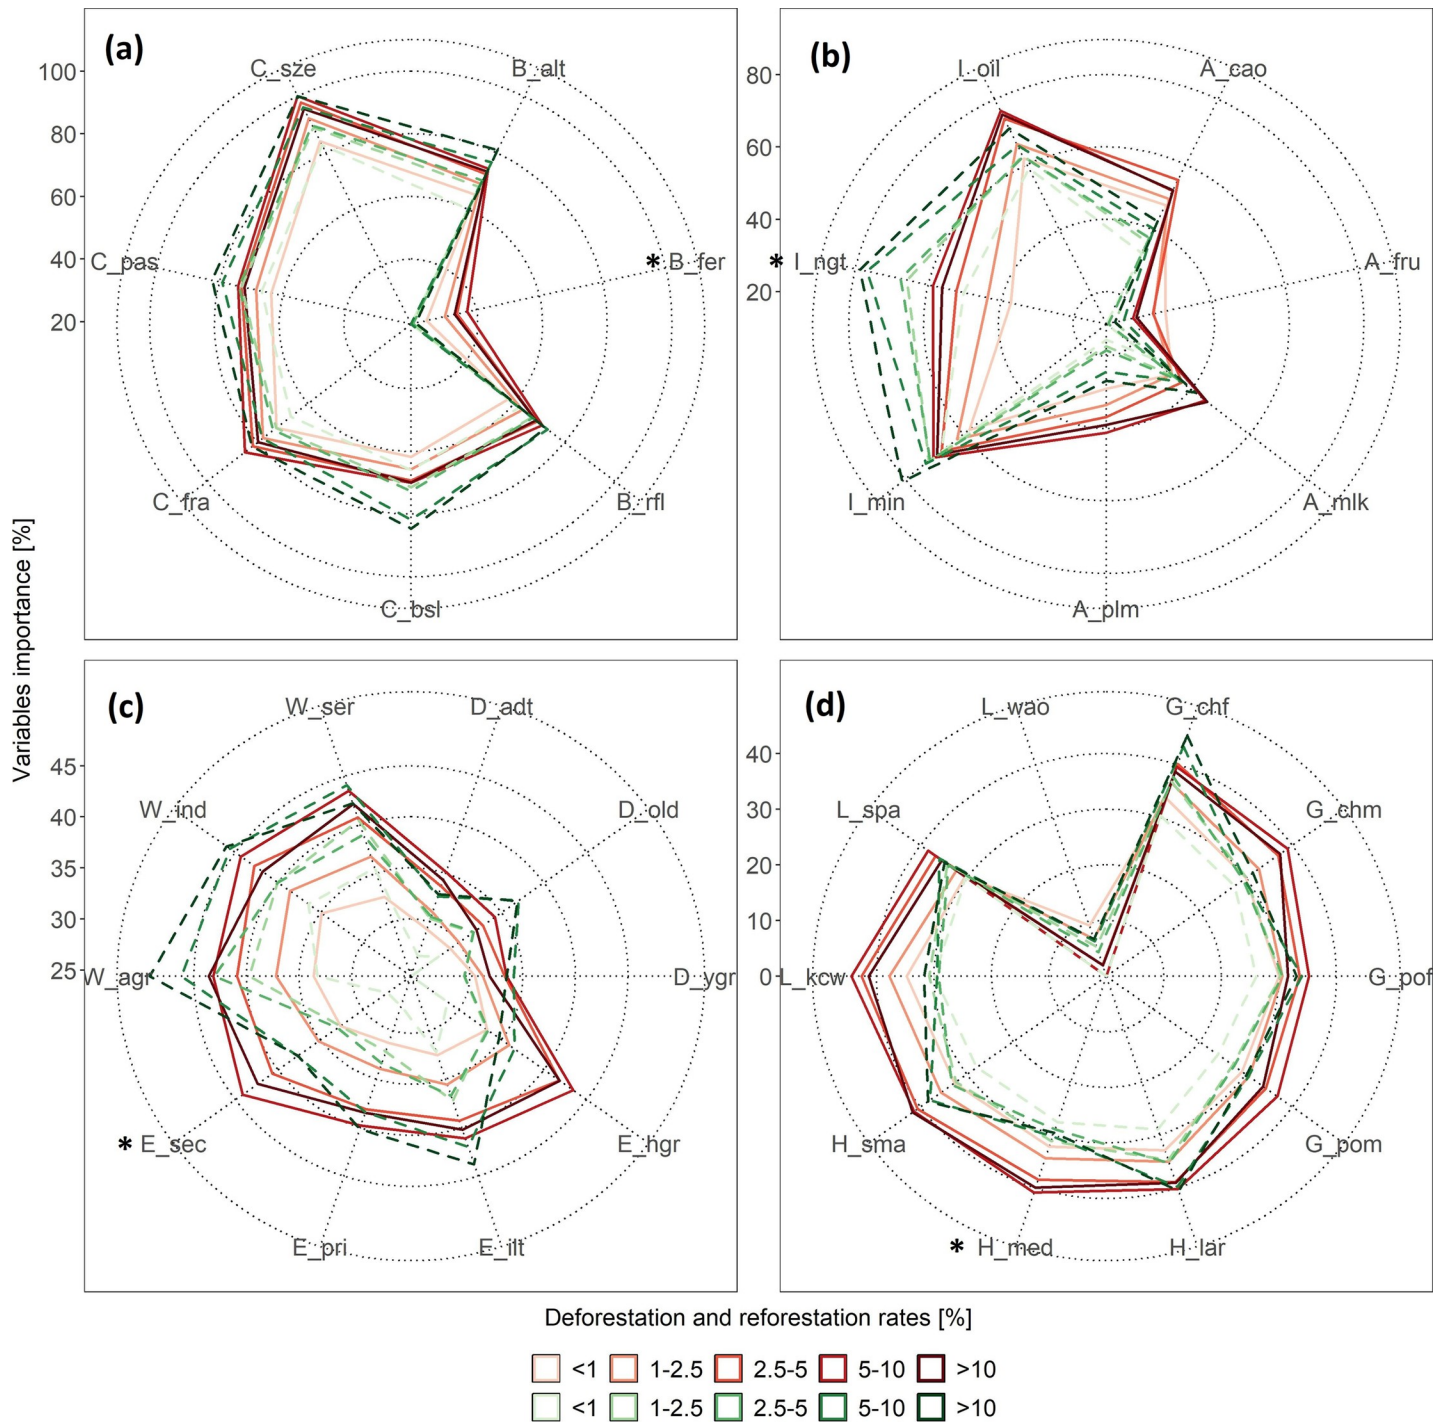 (a)
C_sze
B_alt
100
80
60
40
20
C_pas
* B_fer
C_fra
B_rfl
C_bsl
(b)
I_oil
A_cao
80
60
40
20
* I_ngt
A_fru
I_min
A_mlk
A_plm
Variables importance [%]
(c)
W_ser
D_adt
45
40
35
30
25
W_ind
D_old
W_agr
D_ygr
* E_sec
E_hgr
E_pri
E_ilt
(d)
L_wao
G_chf
40
30
20
10
0
L_spa
G_chm
L_kcw
G_pof
H_sma
G_pom
* H_med
H_lar
Deforestation and reforestation rates [%]
<1 1-2.5 2.5-5 5-10 >10
<1 1-2.5 2.5-5 5-10 >10